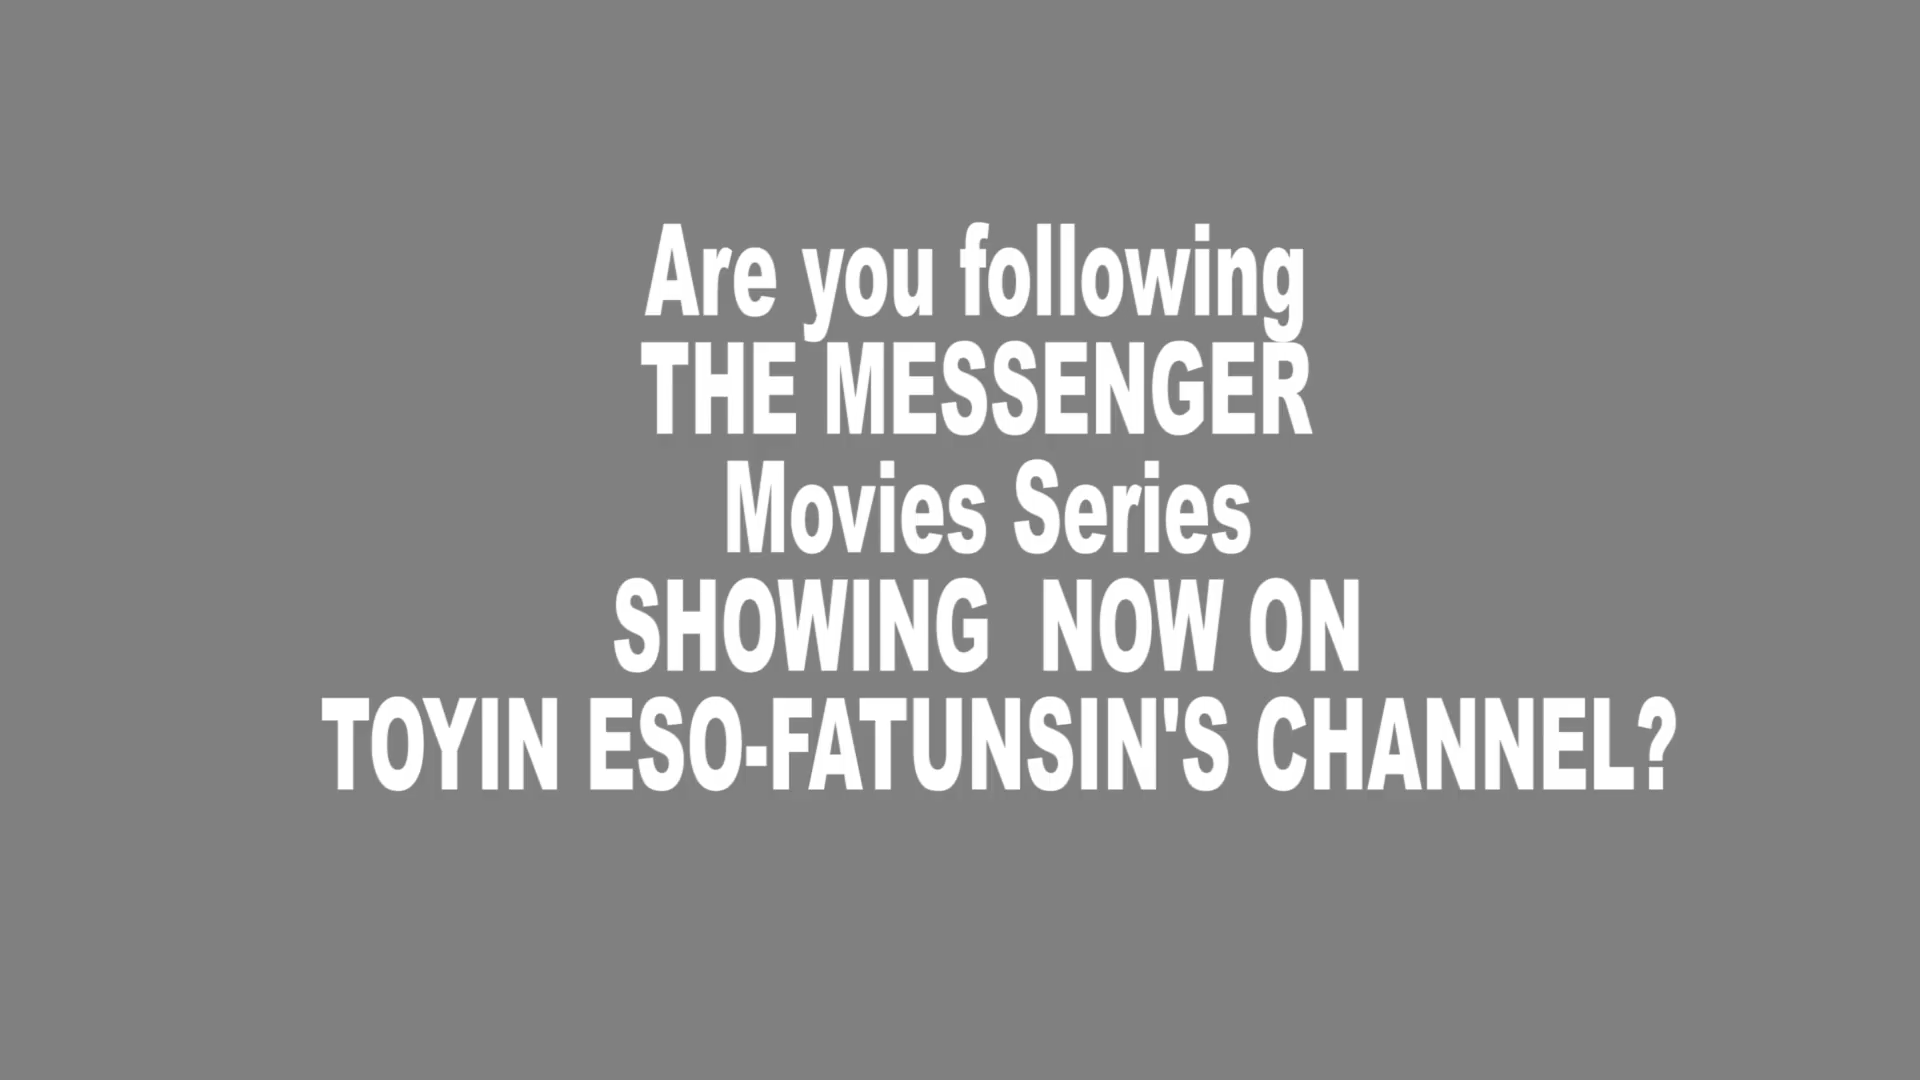 Are you following
THE MESSENGER
Movies Series
SHOWING  NOW ON
TOYIN ESO-FATUNSIN'S CHANNEL?